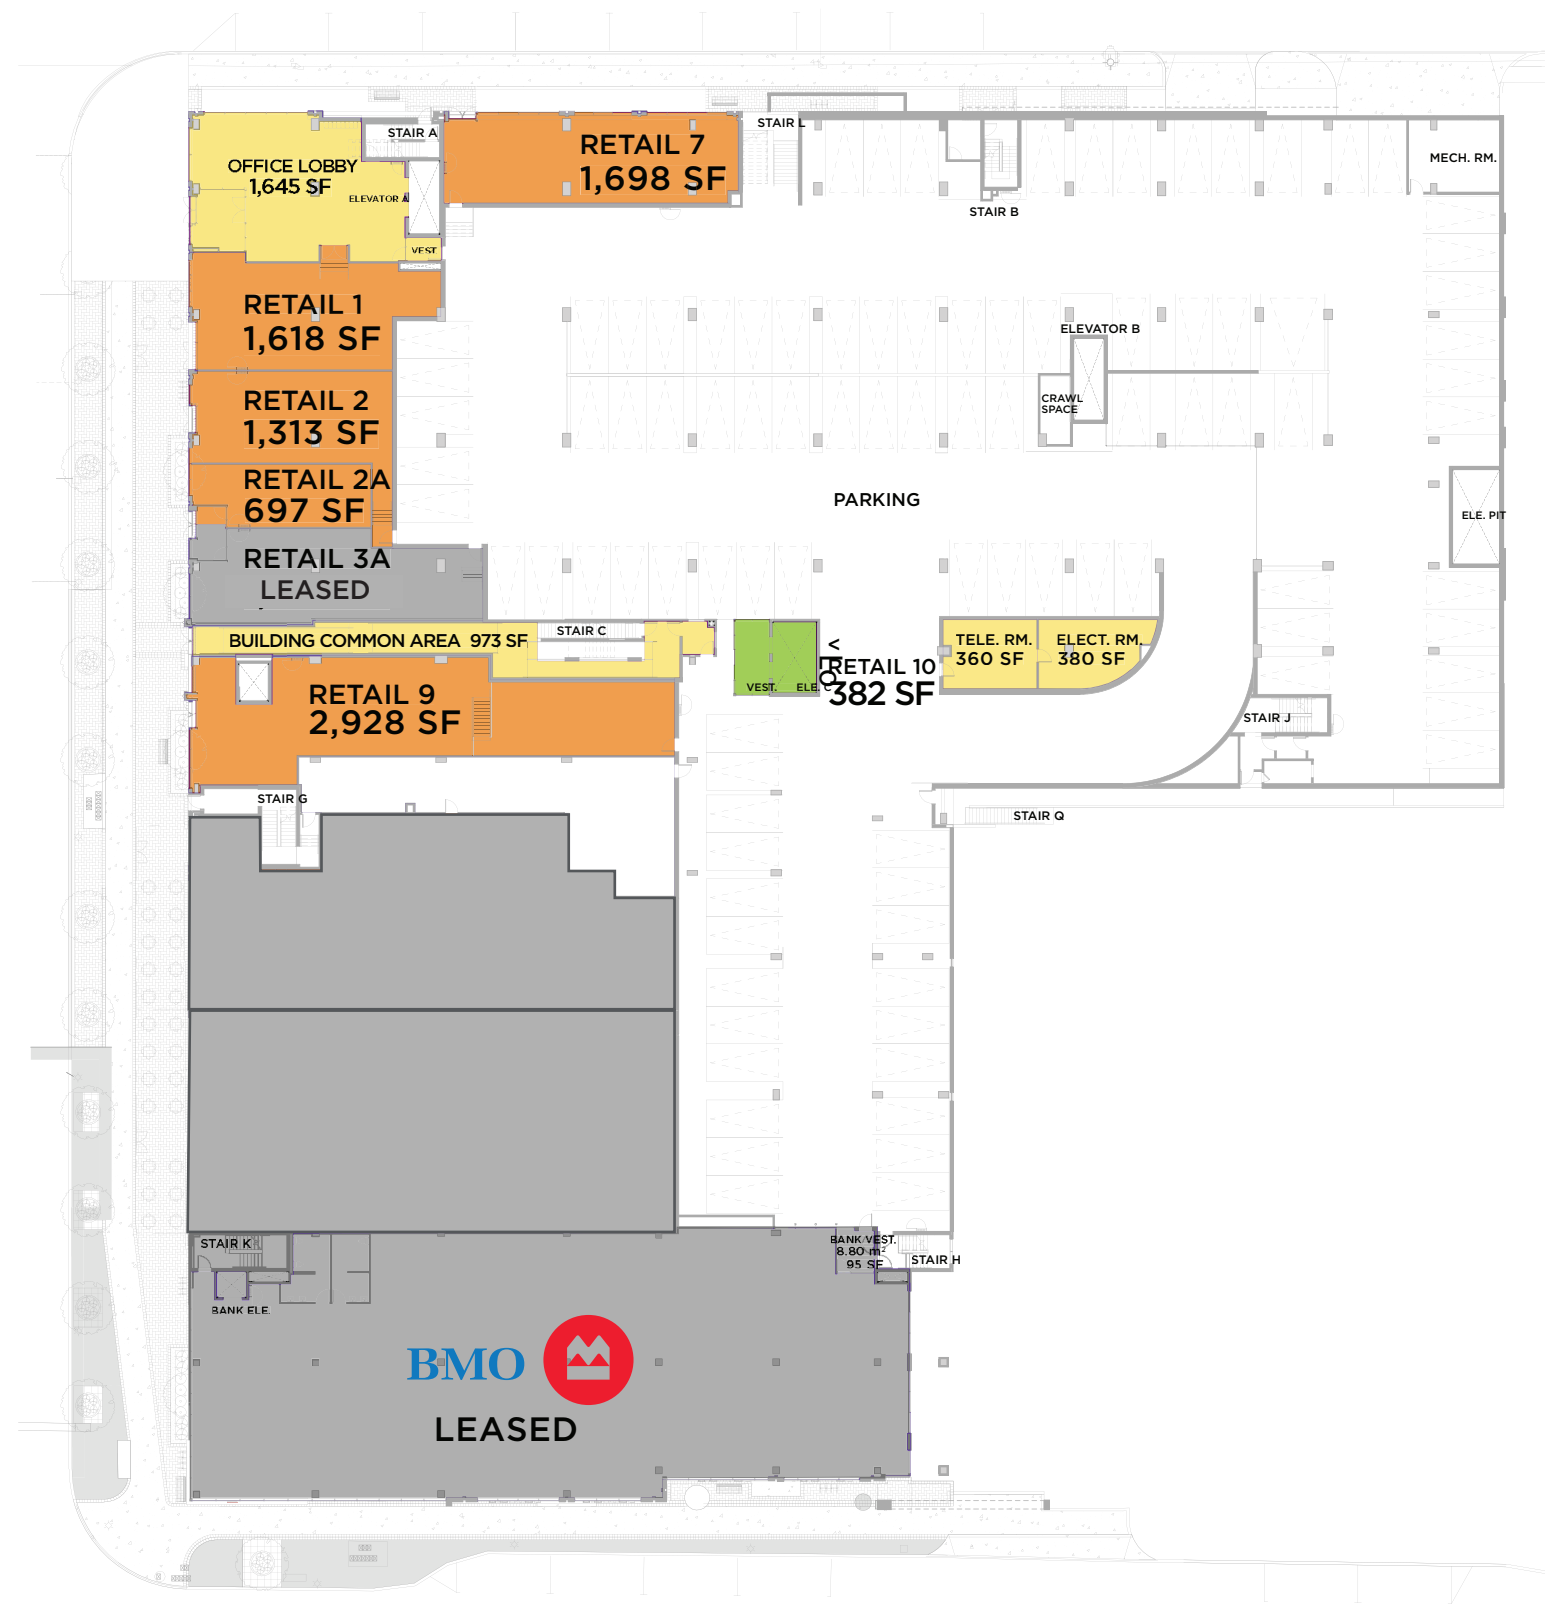 STAIR A
RETAIL 7
1,698 SF
STAIR L
MECH. RM.
OFFICE LOBBY
1,645 SF
ELEVATOR A
STAIR B
VEST
RETAIL 1
1,618 SF
ELEVATOR B
CRAWL
SPACE
RETAIL 2
1,313 SF
RETAIL 2A
697 SF
PARKING
ELE. PIT
RETAIL 3A
LEASED
BUILDING COMMON AREA 973 SF
STAIR C
VEST.
ELE. C
RETAIL 10
382 SF
TELE. RM.
360 SF
ELECT. RM.
380 SF
RETAIL 9
2,928 SF
STAIR J
STAIR G
STAIR Q
STAIR K
BANK VEST.
8.80 m²
95 SF
STAIR H
BANK ELE.
BMO
LEASED